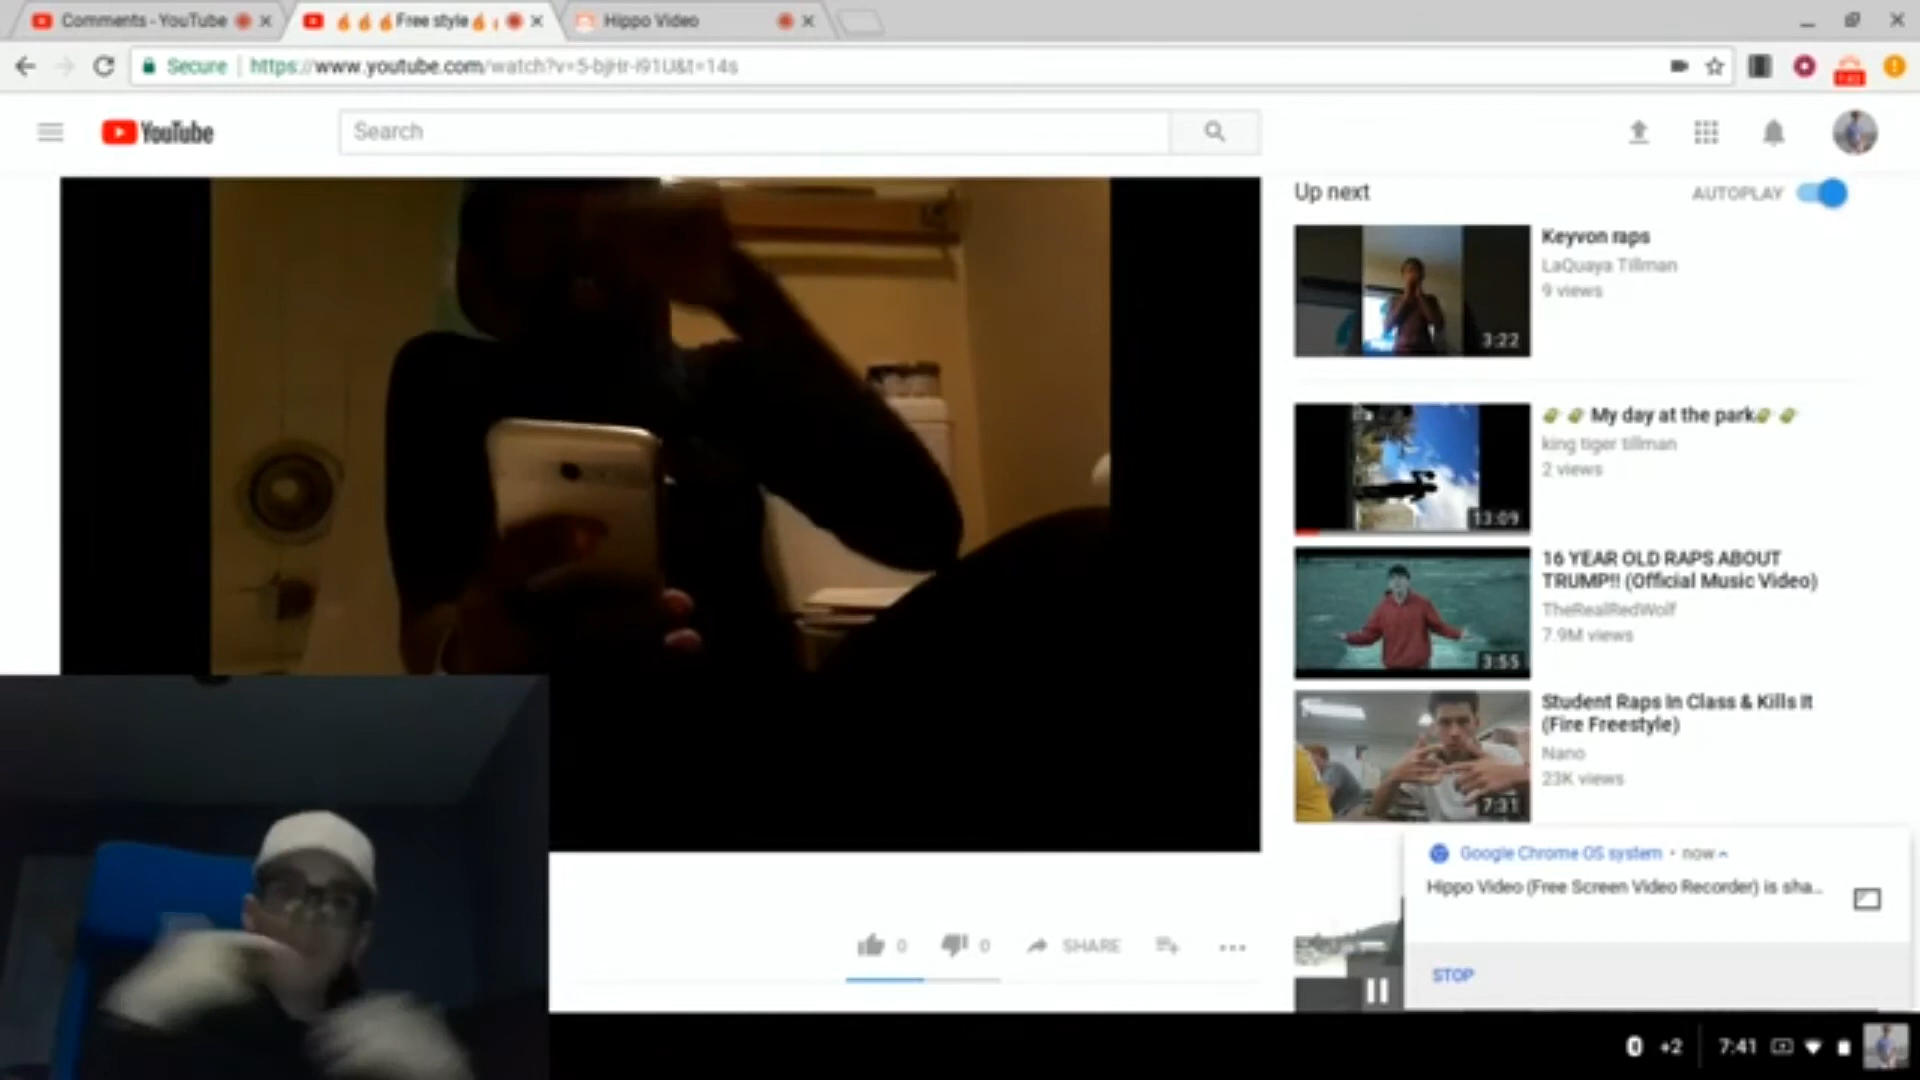 Comments - YouTube
Free style
Hippo Video
Secure
https://www.youtube.com/watch?v=5-bjHr-i91U&t=14s
YouTube
Search
Up next
AUTOPLAY
Keyvon raps
LaQuaya Tillman
9 views
3:22
My day at the park
king tiger tillman
2 views
13:09
16 YEAR OLD RAPS ABOUT
TRUMP!! (Official Music Video)
TheRealRedWolf
7.9M views
3:55
Student Raps In Class & Kills It
(Fire Freestyle)
Nano
23K views
7:31
Google Chrome OS system • now
Hippo Video (Free Screen Video Recorder) is sha...
STOP
0
0
SHARE
+2
7:41